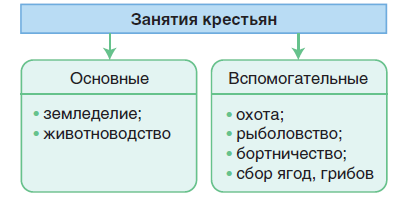 Занятия крестьян
Основные
• земледелие;
• животноводство
Вспомогательные
• охота;
• рыболовство;
• бортничество;
• сбор ягод, грибов